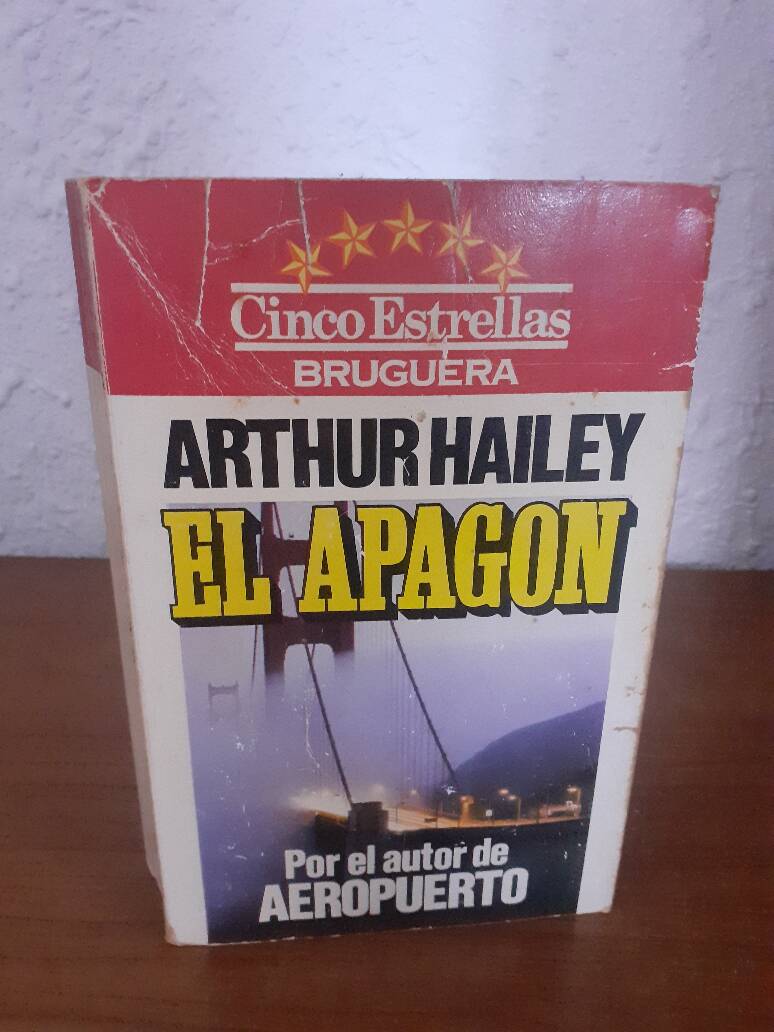 Cinco Estrellas
BRUGUERA
ARTHUR HAILEY
EL APAGON
Por el autor de
AEROPUERTO